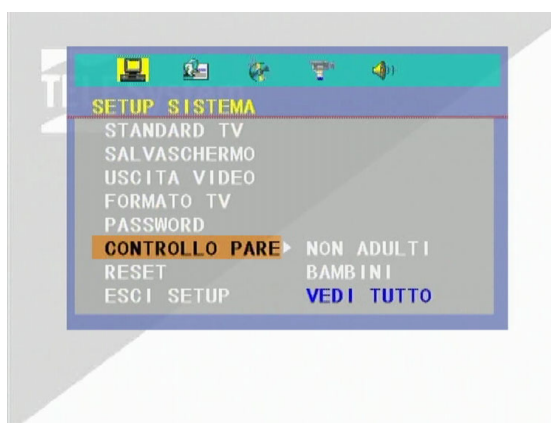 SETUP SISTEMA
STANDARD TV
SALVASCHERMO
USCITA VIDEO
FORMATO TV
PASSWORD
CONTROLLO PARE NON ADULTI
RESET BAMBINI
ESCI SETUP VEDI TUTTO